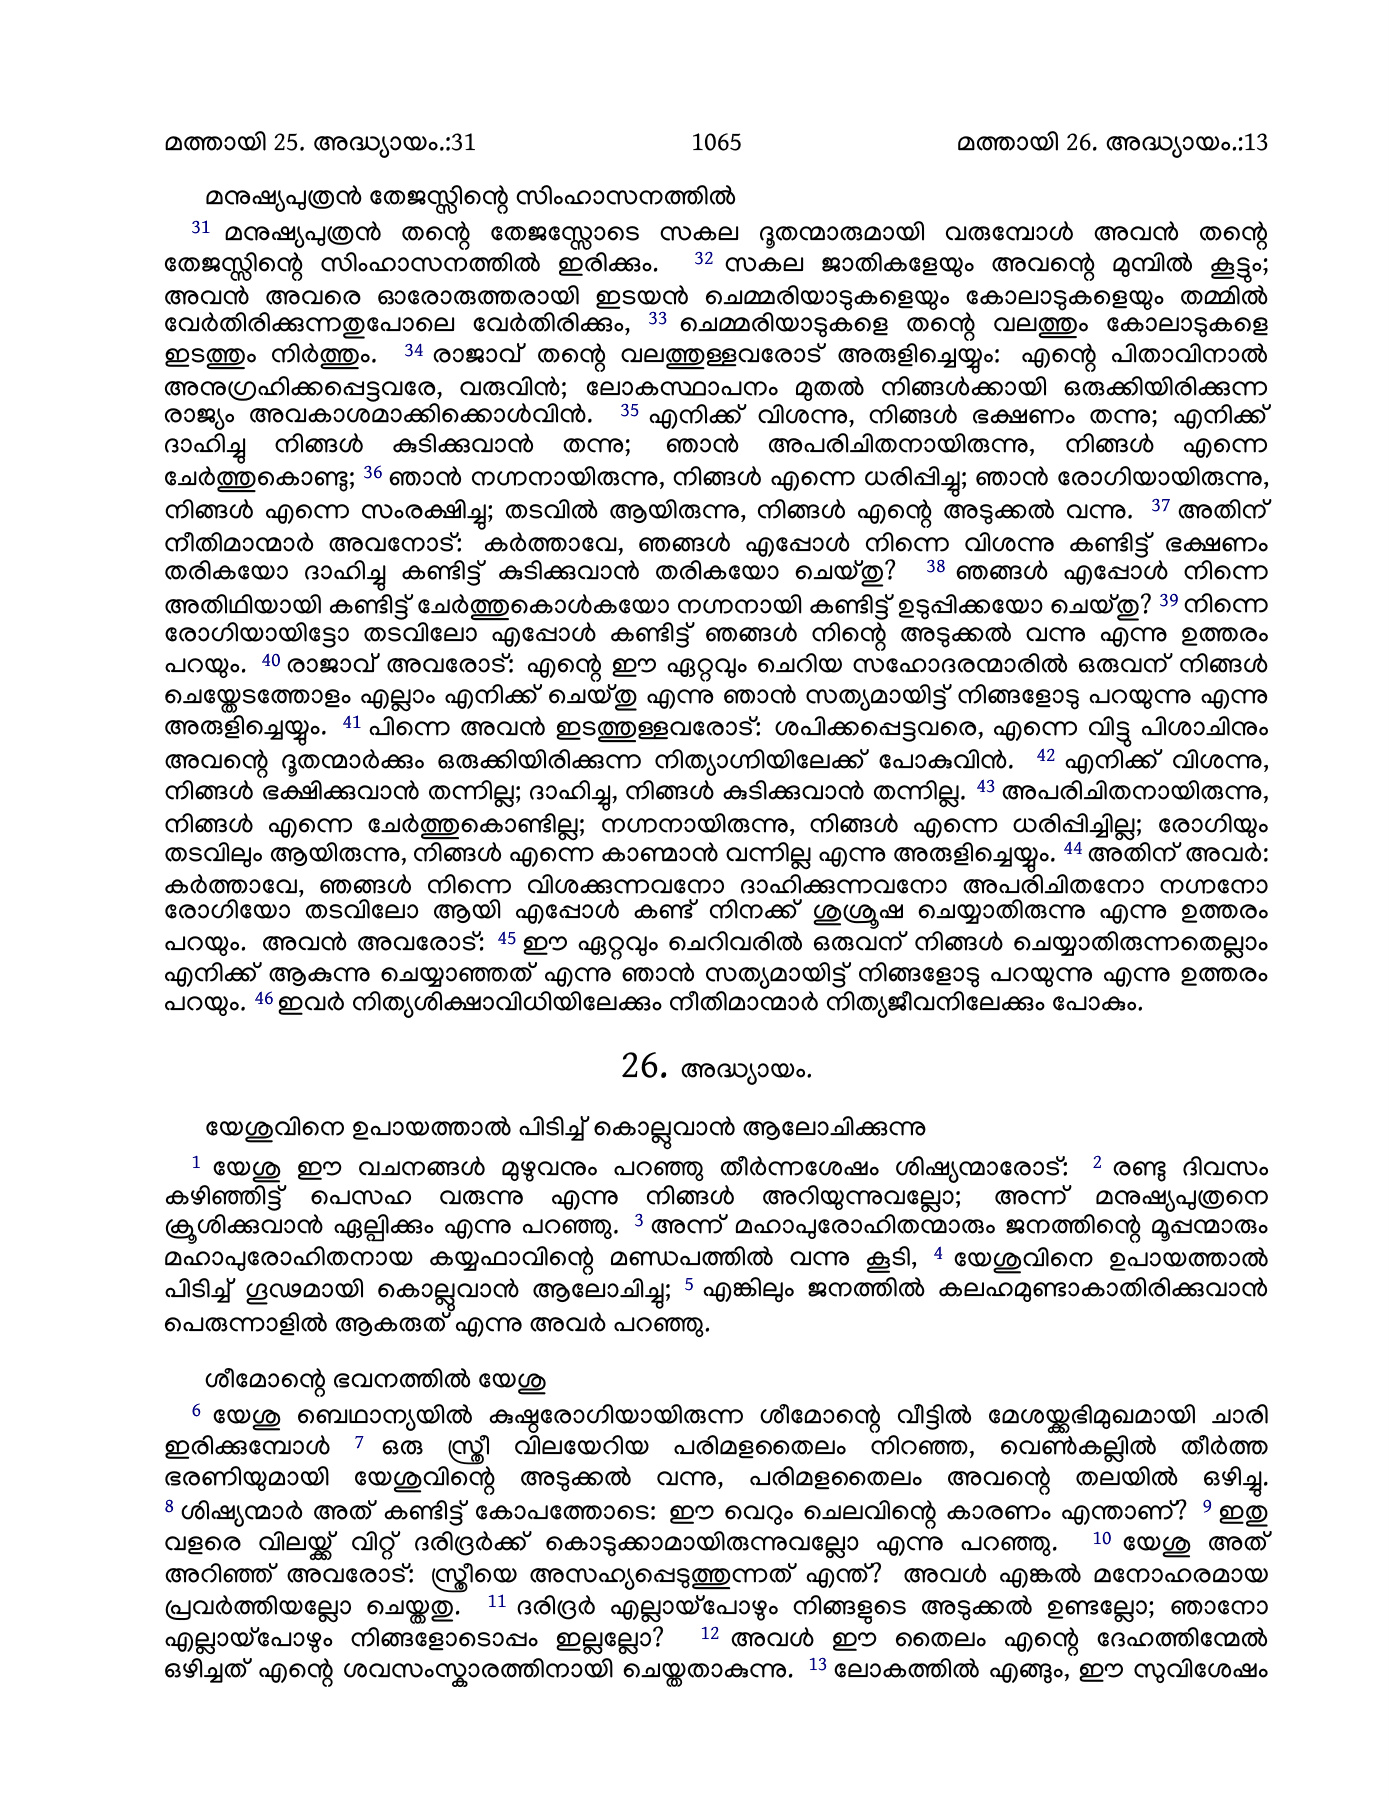 മത്തായി 25. അദ്ധ്യായം.:31 1065 മത്തായി 26. അദ്ധ്യായം.:13
മനുഷ്യപുത്രൻ തേജസ്സിന്റെ സിംഹാസനത്തിൽ
31 മനുഷ്യപുത്രൻ തന്റെ തേജസ്സോടെ സകല ദൂതന്മാരുമായി വരുമ്പോൾ അവൻ തന്റെ
തേജസ്സിന്റെ സിംഹാസനത്തിൽ ഇരിക്കും. 32 സകല ജാതികളേയും അവന്റെ മുമ്പിൽ കൂട്ടും;
അവൻ അവരെ ഓരോരുത്തരായി ഇടയൻ ചെമ്മരിയാടുകളെയും കോലാടുകളെയും തമ്മിൽ
വേർതിരിക്കുന്നതുപോലെ വേർതിരിക്കും, 33 ചെമ്മരിയാടുകളെ തന്റെ വലത്തും കോലാടുകളെ
ഇടത്തും നിർത്തും. 34 രാജാവ് തന്റെ വലത്തുള്ളവരോട് അരുളിച്ചെയ്യും: എന്റെ പിതാവിനാൽ
അനുഗ്രഹിക്കപ്പെട്ടവരേ, വരുവിൻ; ലോകസ്ഥാപനം മുതൽ നിങ്ങൾക്കായി ഒരുക്കിയിരിക്കുന്ന
രാജ്യം അവകാശമാക്കിക്കൊൾവിൻ. 35 എനിക്ക് വിശന്നു, നിങ്ങൾ ഭക്ഷണം തന്നു; എനിക്ക്
ദാഹിച്ചു നിങ്ങൾ കുടിക്കുവാൻ തന്നു; ഞാൻ അപരിചിതനായിരുന്നു, നിങ്ങൾ എന്നെ
ചേർത്തുകൊണ്ടു; 36 ഞാൻ നഗ്നനായിരുന്നു, നിങ്ങൾ എന്നെ ധരിപ്പിച്ചു; ഞാൻ രോഗിയായിരുന്നു,
നിങ്ങൾ എന്നെ സംരക്ഷിച്ചു; തടവിൽ ആയിരുന്നു, നിങ്ങൾ എന്റെ അടുക്കൽ വന്നു. 37 അതിന്
നീതിമാന്മാർ അവനോട്: കർത്താവേ, ഞങ്ങൾ എപ്പോൾ നിന്നെ വിശന്നു കണ്ടിട്ട് ഭക്ഷണം
തരികയോ ദാഹിച്ചു കണ്ടിട്ട് കുടിക്കുവാൻ തരികയോ ചെയ്തു? 38 ഞങ്ങൾ എപ്പോൾ നിന്നെ
അതിഥിയായി കണ്ടിട്ട് ചേർത്തുകൊൾകയോ നഗ്നനായി കണ്ടിട്ട് ഉടുപ്പിക്കയോ ചെയ്തു? 39 നിന്നെ
രോഗിയായിട്ടോ തടവിലോ എപ്പോൾ കണ്ടിട്ട് ഞങ്ങൾ നിന്റെ അടുക്കൽ വന്നു എന്നു ഉത്തരം
പറയും. 40 രാജാവ് അവരോട്: എന്റെ ഈ ഏറ്റവും ചെറിയ സഹോദരന്മാരിൽ ഒരുവന് നിങ്ങൾ
ചെയ്തേടത്തോളം എല്ലാം എനിക്ക് ചെയ്തു എന്നു ഞാൻ സത്യമായിട്ട് നിങ്ങളോടു പറയുന്നു എന്നു
അരുളിച്ചെയ്യും. 41 പിന്നെ അവൻ ഇടത്തുള്ളവരോട്: ശപിക്കപ്പെട്ടവരെ, എന്നെ വിട്ടു പിശാചിനും
അവന്റെ ദൂതന്മാർക്കും ഒരുക്കിയിരിക്കുന്ന നിത്യാഗ്നിയിലേക്ക് പോകുവിൻ. 42 എനിക്ക് വിശന്നു,
നിങ്ങൾ ഭക്ഷിക്കുവാൻ തന്നില്ല; ദാഹിച്ചു, നിങ്ങൾ കുടിക്കുവാൻ തന്നില്ല. 43 അപരിചിതനായിരുന്നു,
നിങ്ങൾ എന്നെ ചേർത്തുകൊണ്ടില്ല; നഗ്നനായിരുന്നു, നിങ്ങൾ എന്നെ ധരിപ്പിച്ചില്ല; രോഗിയും
തടവിലും ആയിരുന്നു, നിങ്ങൾ എന്നെ കാണ്മാൻ വന്നില്ല എന്നു അരുളിച്ചെയ്യും. 44 അതിന് അവർ:
കർത്താവേ, ഞങ്ങൾ നിന്നെ വിശക്കുന്നവനോ ദാഹിക്കുന്നവനോ അപരിചിതനോ നഗ്നനോ
രോഗിയോ തടവിലോ ആയി എപ്പോൾ കണ്ട് നിനക്ക് ശുശ്രൂഷ ചെയ്യാതിരുന്നു എന്നു ഉത്തരം
പറയും. അവൻ അവരോട്: 45 ഈ ഏറ്റവും ചെറിവരിൽ ഒരുവന് നിങ്ങൾ ചെയ്യാതിരുന്നതെല്ലാം
എനിക്ക് ആകുന്നു ചെയ്യാഞ്ഞത് എന്നു ഞാൻ സത്യമായിട്ട് നിങ്ങളോടു പറയുന്നു എന്നു ഉത്തരം
പറയും. 46 ഇവർ നിത്യശിക്ഷാവിധിയിലേക്കും നീതിമാന്മാർ നിത്യജീവനിലേക്കും പോകും.
26. അദ്ധ്യായം.
യേശുവിനെ ഉപായത്താൽ പിടിച്ച് കൊല്ലുവാൻ ആലോചിക്കുന്നു
1 യേശു ഈ വചനങ്ങൾ മുഴുവനും പറഞ്ഞു തീർന്നശേഷം ശിഷ്യന്മാരോട്: 2 രണ്ടു ദിവസം
കഴിഞ്ഞിട്ട് പെസഹ വരുന്നു എന്നു നിങ്ങൾ അറിയുന്നുവല്ലോ; അന്ന് മനുഷ്യപുത്രനെ
ക്രൂശിക്കുവാൻ ഏല്പിക്കും എന്നു പറഞ്ഞു. 3 അന്ന് മഹാപുരോഹിതന്മാരും ജനത്തിന്റെ മൂപ്പന്മാരും
മഹാപുരോഹിതനായ കയ്യഫാവിന്റെ മണ്ഡപത്തിൽ വന്നു കൂടി, 4 യേശുവിനെ ഉപായത്താൽ
പിടിച്ച് ഗൂഢമായി കൊല്ലുവാൻ ആലോചിച്ചു; 5 എങ്കിലും ജനത്തിൽ കലഹമുണ്ടാകാതിരിക്കുവാൻ
പെരുന്നാളിൽ ആകരുത് എന്നു അവർ പറഞ്ഞു.
ശീമോന്റെ ഭവനത്തിൽ യേശു
6 യേശു ബെഥാന്യയിൽ കുഷ്ഠരോഗിയായിരുന്ന ശീമോന്റെ വീട്ടിൽ മേശയ്ക്കഭിമുഖമായി ചാരി
ഇരിക്കുമ്പോൾ 7 ഒരു സ്ത്രീ വിലയേറിയ പരിമളതൈലം നിറഞ്ഞ, വെൺകല്ലിൽ തീർത്ത
ഭരണിയുമായി യേശുവിന്റെ അടുക്കൽ വന്നു, പരിമളതൈലം അവന്റെ തലയിൽ ഒഴിച്ചു.
8 ശിഷ്യന്മാർ അത് കണ്ടിട്ട് കോപത്തോടെ: ഈ വെറും ചെലവിന്റെ കാരണം എന്താണ്? 9 ഇതു
വളരെ വിലയ്ക്ക് വിറ്റ് ദരിദ്രർക്ക് കൊടുക്കാമായിരുന്നുവല്ലോ എന്നു പറഞ്ഞു. 10 യേശു അത്
അറിഞ്ഞ് അവരോട്: സ്ത്രീയെ അസഹ്യപ്പെടുത്തുന്നത് എന്ത്? അവൾ എങ്കൽ മനോഹരമായ
പ്രവർത്തിയല്ലോ ചെയ്തതു. 11 ദരിദ്രർ എല്ലായ്പോഴും നിങ്ങളുടെ അടുക്കൽ ഉണ്ടല്ലോ; ഞാനോ
എല്ലായ്പോഴും നിങ്ങളോടൊപ്പം ഇല്ലല്ലോ? 12 അവൾ ഈ തൈലം എന്റെ ദേഹത്തിന്മേൽ
ഒഴിച്ചത് എന്റെ ശവസംസ്കാരത്തിനായി ചെയ്തതാകുന്നു. 13 ലോകത്തിൽ എങ്ങും, ഈ സുവിശേഷം